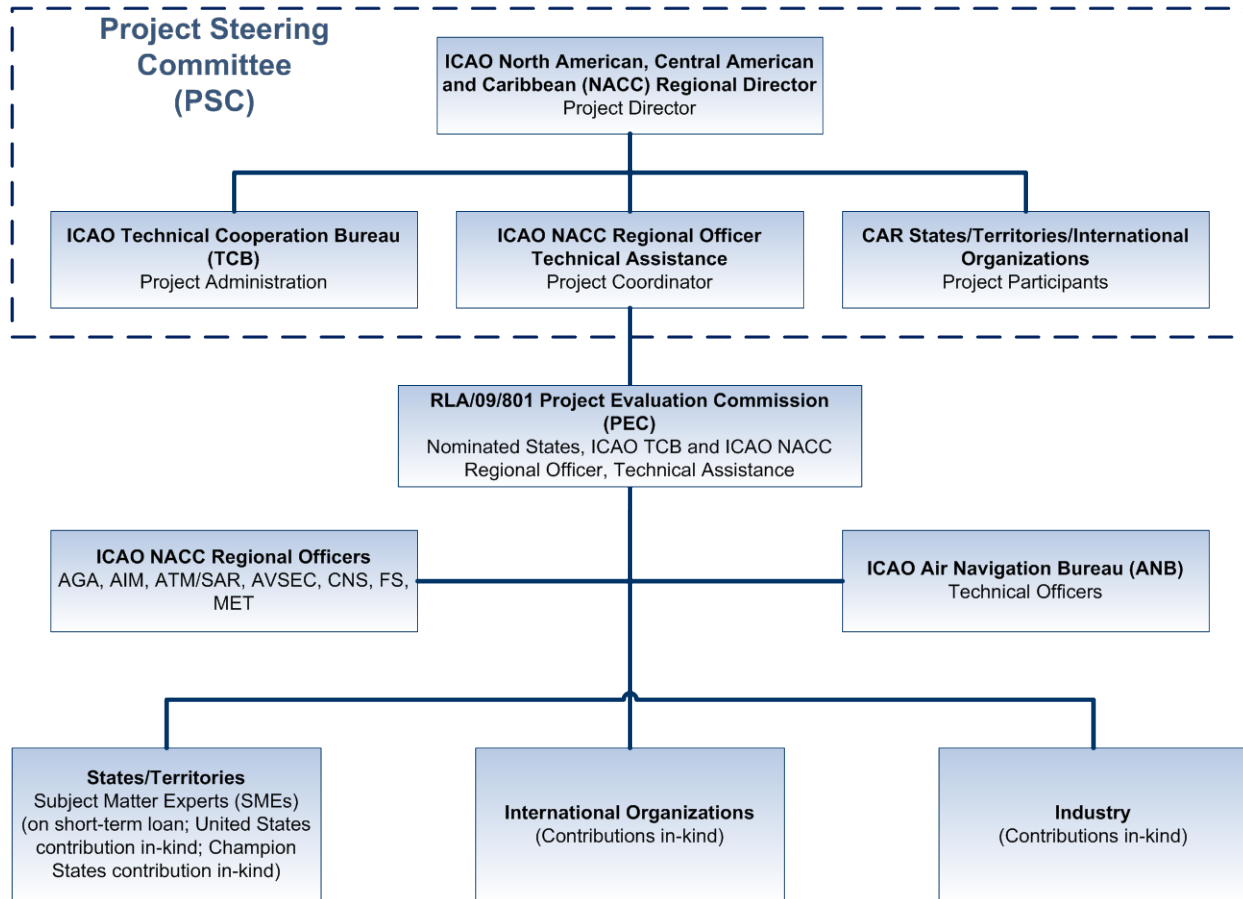 Project Steering
Committee
(PSC)
ICAO North American, Central American
and Caribbean (NACC) Regional Director
Project Director
ICAO Technical Cooperation Bureau
(TCB)
Project Administration
ICAO NACC Regional Officer
Technical Assistance
Project Coordinator
CAR States/Territories/International
Organizations
Project Participants
RLA/09/801 Project Evaluation Commission
(PEC)
Nominated States, ICAO TCB and ICAO NACC
Regional Officer, Technical Assistance
ICAO NACC Regional Officers
AGA, AIM, ATM/SAR, AVSEC, CNS, FS,
MET
ICAO Air Navigation Bureau (ANB)
Technical Officers
States/Territories
Subject Matter Experts (SMEs)
(on short-term loan; United States
contribution in-kind; Champion
States contribution in-kind)
International Organizations
(Contributions in-kind)
Industry
(Contributions in-kind)